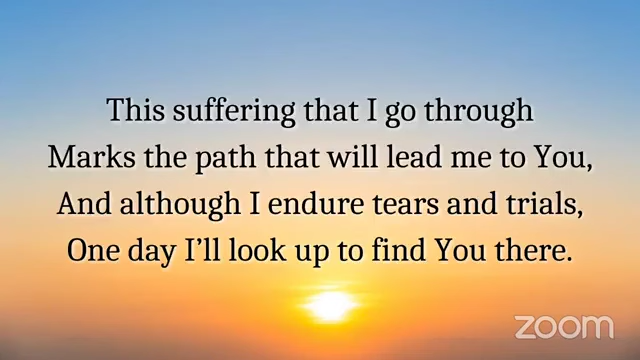 This suffering that I go through
Marks the path that will lead me to You,
And although I endure tears and trials,
One day I’ll look up to find You there.
zoom